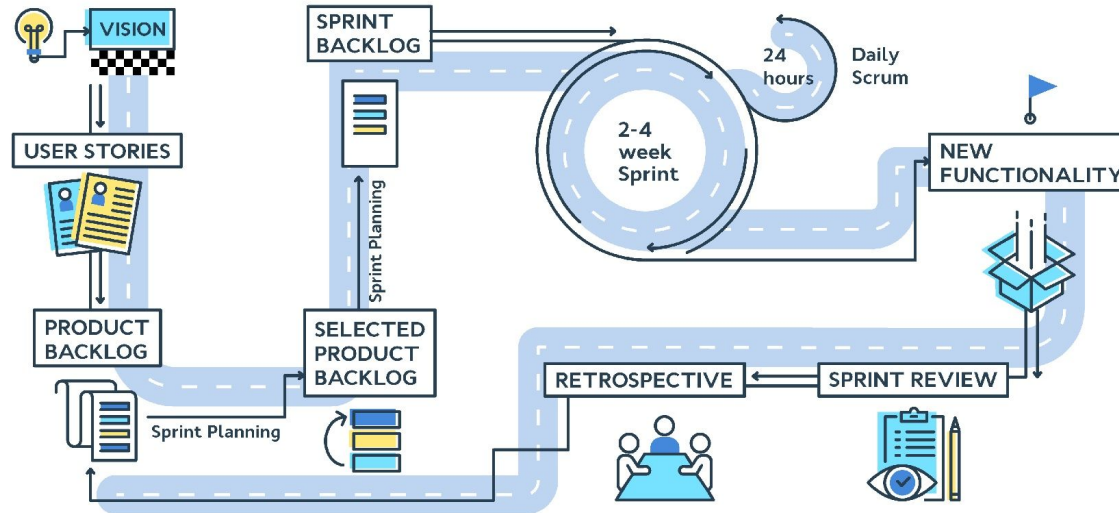 VISION
USER STORIES
PRODUCT
BACKLOG
Sprint Planning
SELECTED
PRODUCT
BACKLOG
Sprint Planning
SPRINT
BACKLOG
2-4
week
Sprint
24
hours
Daily
Scrum
NEW
FUNCTIONALITY
SPRINT REVIEW
RETROSPECTIVE